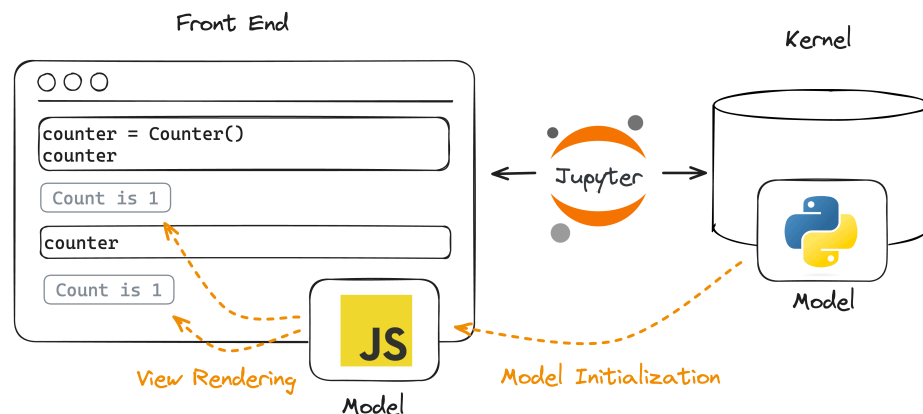 Front End
Kernel
counter = Counter()
counter
Count is 1
Jupyter
counter
Count is 1
JS
Model
View Rendering
Model Initialization
Model